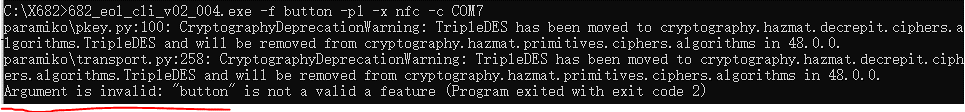 C:\X682>682_eol_cli_v02_004.exe -f button -pl -x nfc -c COM7
paramiko\pkey.py:100: CryptographyDeprecationWarning: TripleDES has been moved to cryptography.hazmat.decrepit.ciphers.a
lgorithms.TripleDES and will be removed from cryptography.hazmat.primitives.ciphers.algorithms in 48.0.0.
paramiko\transport.py:258: CryptographyDeprecationWarning: TripleDES has been moved to cryptography.hazmat.decrepit.ciph
ers.algorithms.TripleDES and will be removed from cryptography.hazmat.primitives.ciphers.algorithms in 48.0.0.
Argument is invalid: "button" is not a valid a feature (Program exited with exit code 2)